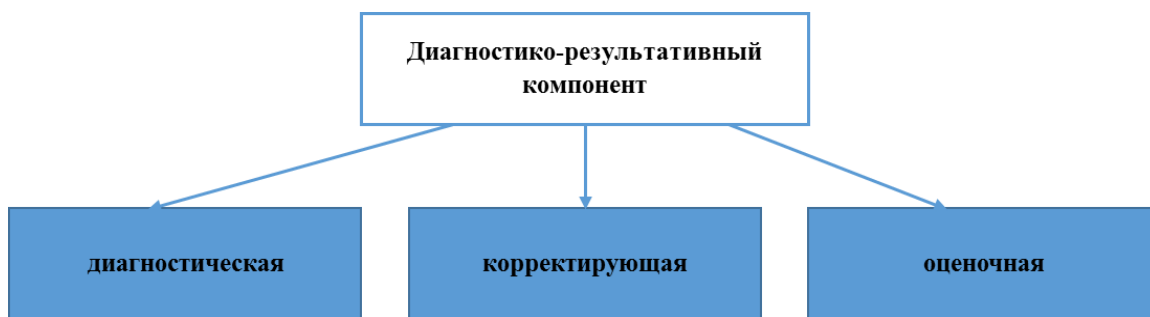 Диагностико-результативный
компонент
диагностическая
корректирующая
оценочная